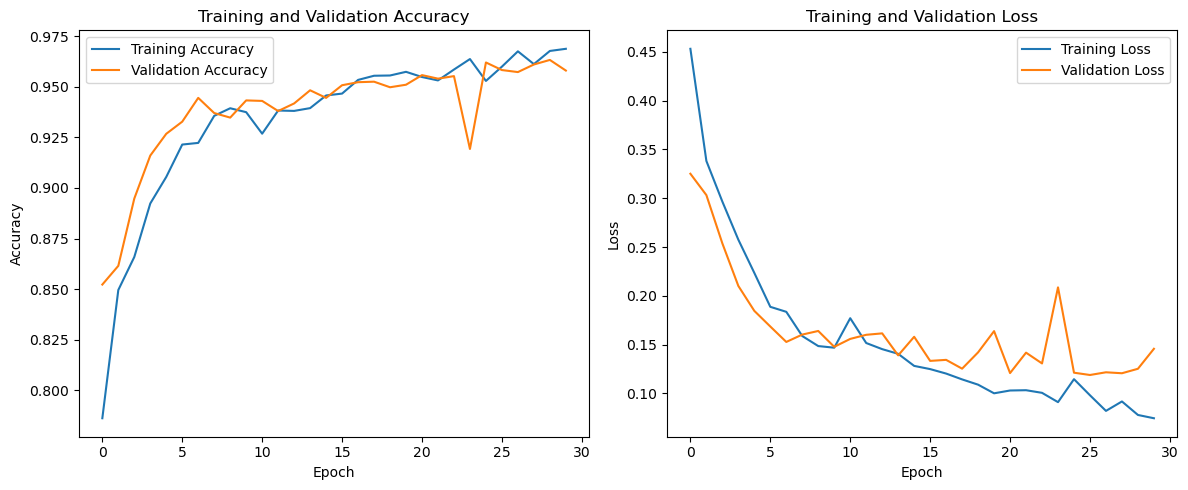 Training and Validation Accuracy
Training Accuracy
Validation Accuracy
Accuracy
0.975
0.950
0.925
0.900
0.875
0.850
0.825
0.800
0 5 10 15 20 25 30
Epoch
Training and Validation Loss
Training Loss
Validation Loss
Loss
0.45
0.40
0.35
0.30
0.25
0.20
0.15
0.10
0 5 10 15 20 25 30
Epoch